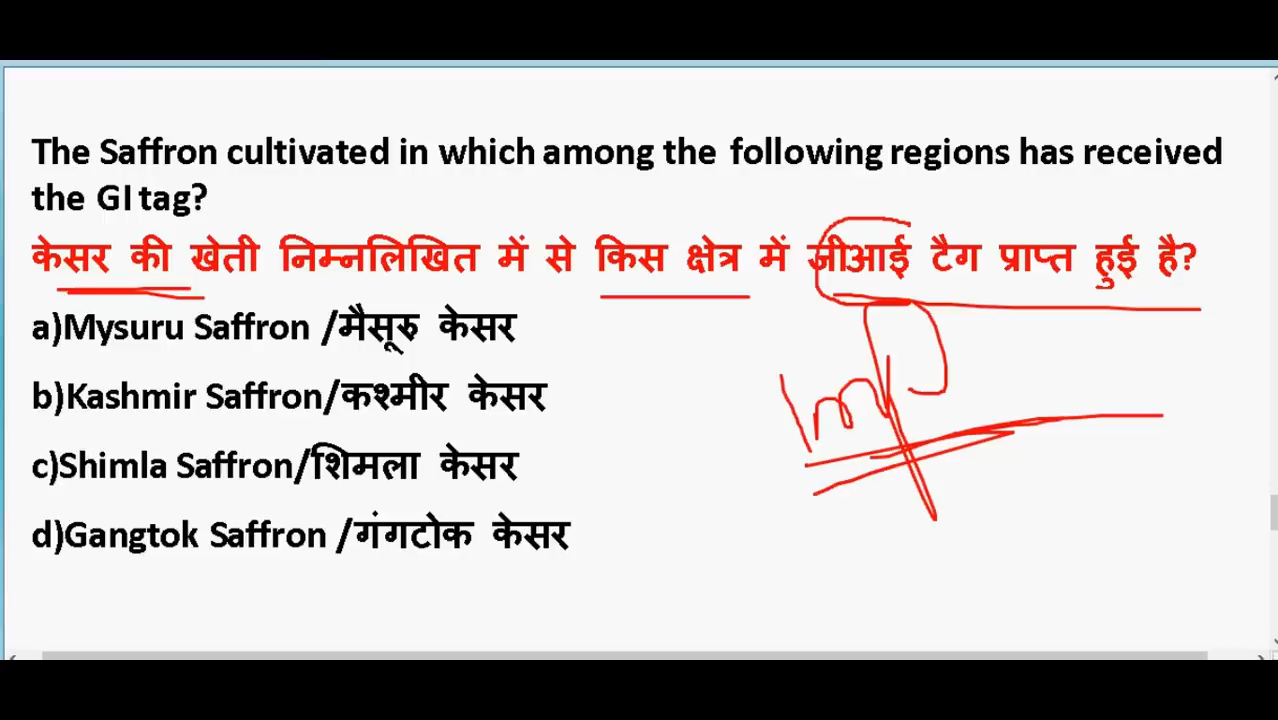 The Saffron cultivated in which among the following regions has received
the GI tag?
केसर की खेती निम्नलिखित में से किस क्षेत्र में जीआई टैग प्राप्त हुई है?
a)Mysuru Saffron /मैसूरु केसर
b)Kashmir Saffron/कश्मीर केसर
Imp
c)Shimla Saffron/शिमला केसर
d)Gangtok Saffron /गंगटोक केसर